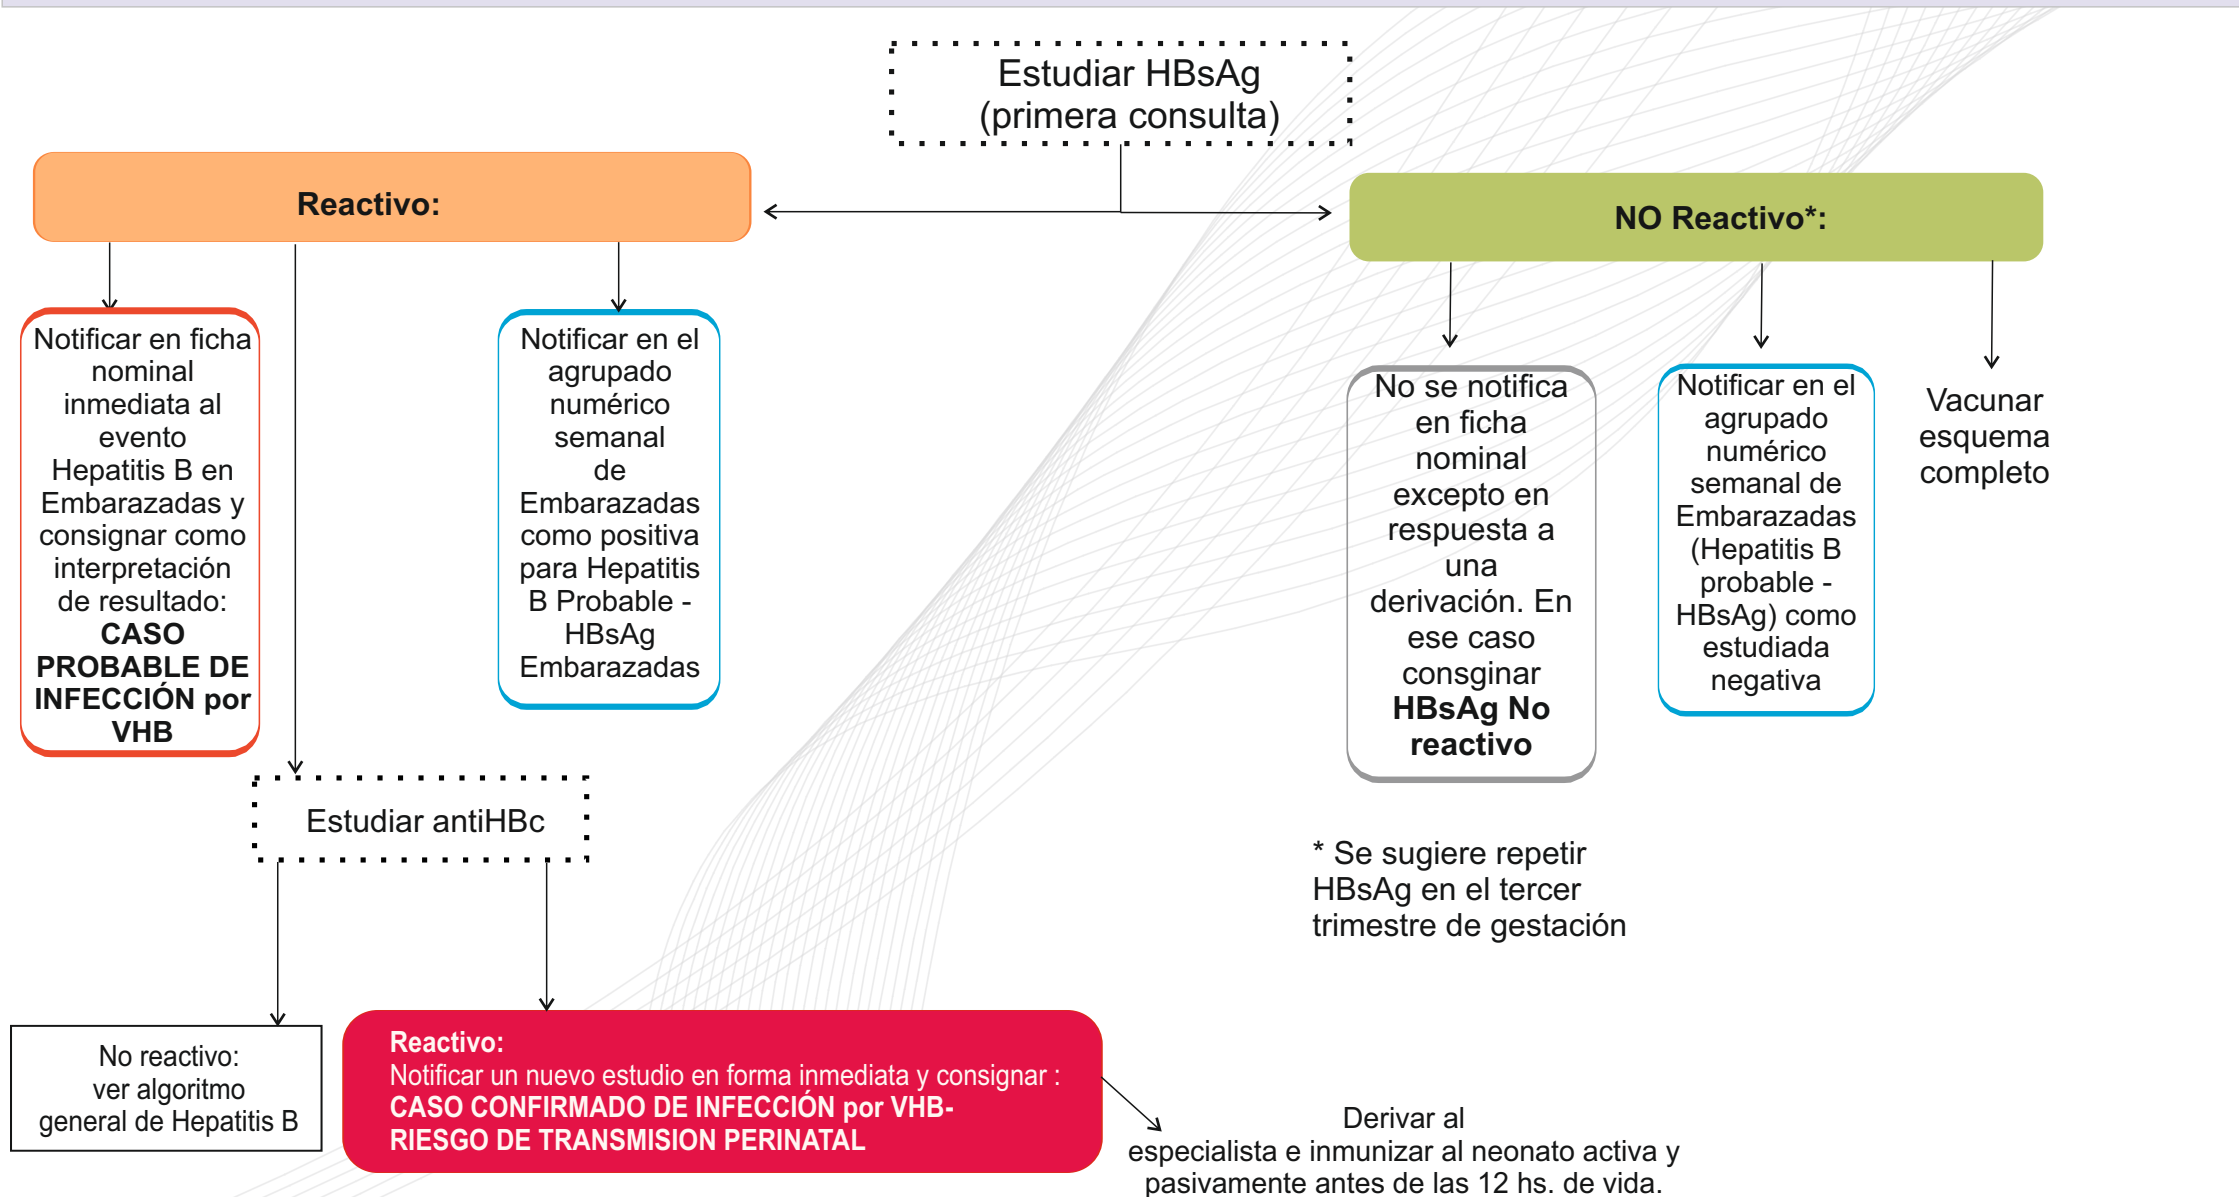 Estudiar HBsAg
(primera consulta)
Reactivo:
NO Reactivo*:
Notificar en ficha
nominal
inmediata al
evento
Hepatitis B en
Embarazadas y
consignar como
interpretación
de resultado:
CASO
PROBABLE DE
INFECCIÓN por
VHB
Notificar en el
agrupado
numérico
semanal
de
Embarazadas
como positiva
para Hepatitis
B Probable -
HBsAg
Embarazadas
No se notifica
en ficha
nominal
excepto en
respuesta a
una
derivación. En
ese caso
consginar
HBsAg No
reactivo
Notificar en el
agrupado
numérico
semanal de
Embarazadas
(Hepatitis B
probable -
HBsAg) como
estudiada
negativa
Vacunar
esquema
completo
Estudiar antiHBc
* Se sugiere repetir
HBsAg en el tercer
trimestre de gestación
No reactivo:
ver algoritmo
general de Hepatitis B
Reactivo:
Notificar un nuevo estudio en forma inmediata y consignar :
CASO CONFIRMADO DE INFECCIÓN por VHB-
RIESGO DE TRANSMISION PERINATAL
Derivar al
especialista e inmunizar al neonato activa y
pasivamente antes de las 12 hs. de vida.